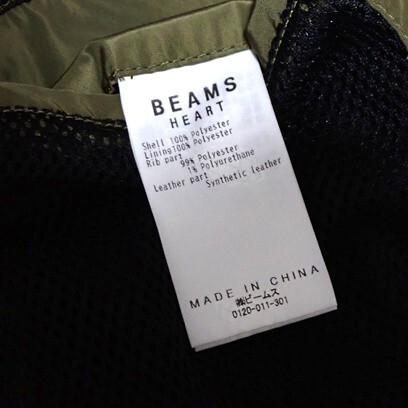 BEAMS
HEART
Shell 100% Polyester
Lining100% Polyester
Rib part
99% Polyester
1% Polyurethane
Leather part
Synthetic leather
MADE IN CHINA
㈱ビームス
0120-011-301